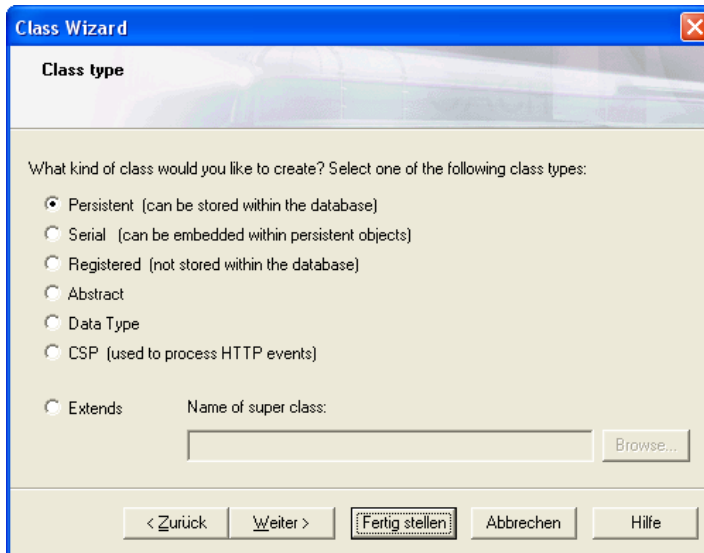 Class Wizard
Class type
What kind of class would you like to create? Select one of the following class types:
Persistent (can be stored within the database)
Serial (can be embedded within persistent objects)
Registered (not stored within the database)
Abstract
Data Type
CSP (used to process HTTP events)
Extends Name of super class:
Browse...
< Zurück Weiter > Fertig stellen Abbrechen Hilfe